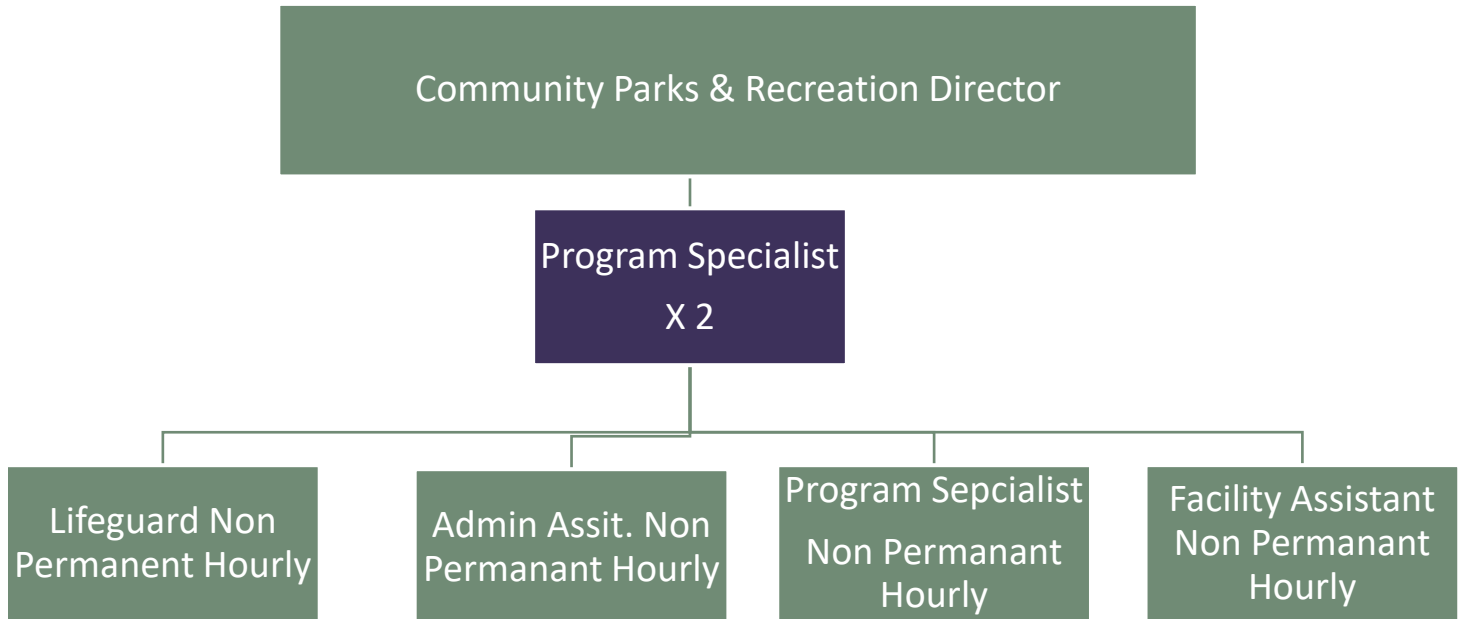 Community Parks & Recreation Director
Program Specialist
X 2
Lifeguard Non
Permanent Hourly
Admin Assit. Non
Permanant Hourly
Program Sepcialist
Non Permanant
Hourly
Facility Assistant
Non Permanant
Hourly